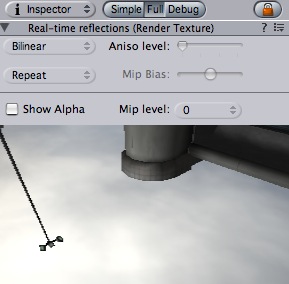 i Inspector Simple Full Debug
Real-time reflections (Render Texture) ?
Bilinear Aniso level:
Repeat Mip Bias:
Show Alpha Mip level: 0